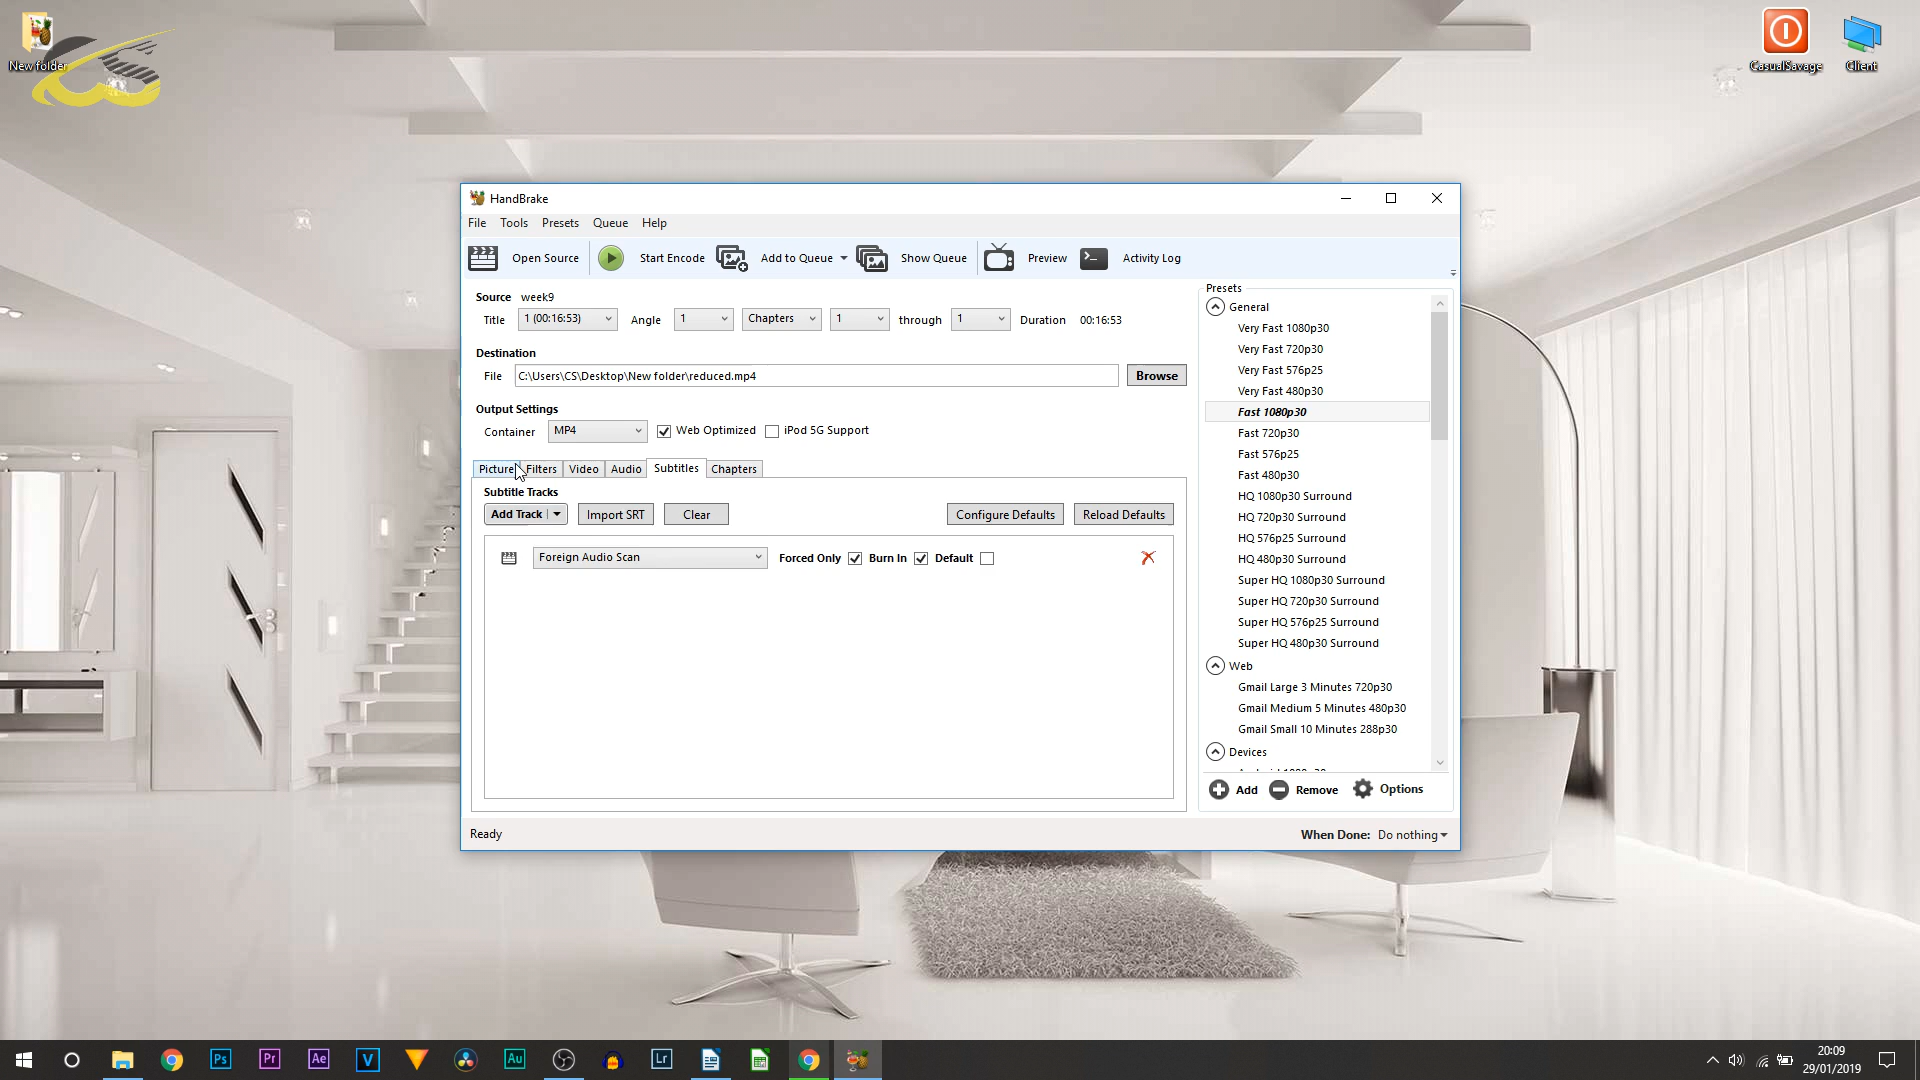 New folder
CS
CasualSavage
Client
HandBrake
File Tools Presets Queue Help
Open Source Start Encode Add to Queue Show Queue Preview Activity Log
Source week9
Title 1 (00:16:53) Angle 1 Chapters 1 through 1 Duration 00:16:53
Destination
File C:\Users\CS\Desktop\New folder\reduced.mp4 Browse
Output Settings
Container MP4 Web Optimized iPod 5G Support
Picture Filters Video Audio Subtitles Chapters
Subtitle Tracks
Add Track Import SRT Clear Configure Defaults Reload Defaults
Foreign Audio Scan Forced Only Burn In Default
Presets
General
Very Fast 1080p30
Very Fast 720p30
Very Fast 576p25
Very Fast 480p30
Fast 1080p30
Fast 720p30
Fast 576p25
Fast 480p30
HQ 1080p30 Surround
HQ 720p30 Surround
HQ 576p25 Surround
HQ 480p30 Surround
Super HQ 1080p30 Surround
Super HQ 720p30 Surround
Super HQ 576p25 Surround
Super HQ 480p30 Surround
Web
Gmail Large 3 Minutes 720p30
Gmail Medium 5 Minutes 480p30
Gmail Small 10 Minutes 288p30
Devices
Add Remove Options
Ready
When Done: Do nothing
Ps Pr Ae V Au Lr
20:09
29/01/2019